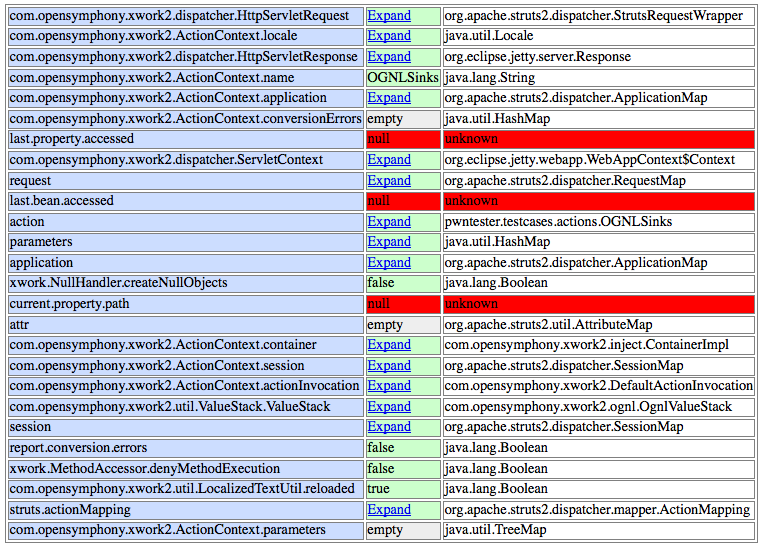 com.opensymphony.xwork2.dispatcher.HttpServletRequest Expand org.apache.struts2.dispatcher.StrutsRequestWrapper
com.opensymphony.xwork2.ActionContext.locale Expand java.util.Locale
com.opensymphony.xwork2.dispatcher.HttpServletResponse Expand org.eclipse.jetty.server.Response
com.opensymphony.xwork2.ActionContext.name OGNLSinks java.lang.String
com.opensymphony.xwork2.ActionContext.application Expand org.apache.struts2.dispatcher.ApplicationMap
com.opensymphony.xwork2.ActionContext.conversionErrors empty java.util.HashMap
last.property.accessed null unknown
com.opensymphony.xwork2.dispatcher.ServletContext Expand org.eclipse.jetty.webapp.WebAppContext$Context
request Expand org.apache.struts2.dispatcher.RequestMap
last.bean.accessed null unknown
action Expand pwntester.testcases.actions.OGNLSinks
parameters Expand java.util.HashMap
application Expand org.apache.struts2.dispatcher.ApplicationMap
xwork.NullHandler.createNullObjects false java.lang.Boolean
current.property.path null unknown
attr empty org.apache.struts2.util.AttributeMap
com.opensymphony.xwork2.ActionContext.container Expand com.opensymphony.xwork2.inject.ContainerImpl
com.opensymphony.xwork2.ActionContext.session Expand org.apache.struts2.dispatcher.SessionMap
com.opensymphony.xwork2.ActionContext.actionInvocation Expand com.opensymphony.xwork2.DefaultActionInvocation
com.opensymphony.xwork2.util.ValueStack.ValueStack Expand com.opensymphony.xwork2.ognl.OgnlValueStack
session Expand org.apache.struts2.dispatcher.SessionMap
report.conversion.errors false java.lang.Boolean
xwork.MethodAccessor.denyMethodExecution false java.lang.Boolean
com.opensymphony.xwork2.util.LocalizedTextUtil.reloaded true java.lang.Boolean
struts.actionMapping Expand org.apache.struts2.dispatcher.mapper.ActionMapping
com.opensymphony.xwork2.ActionContext.parameters empty java.util.TreeMap